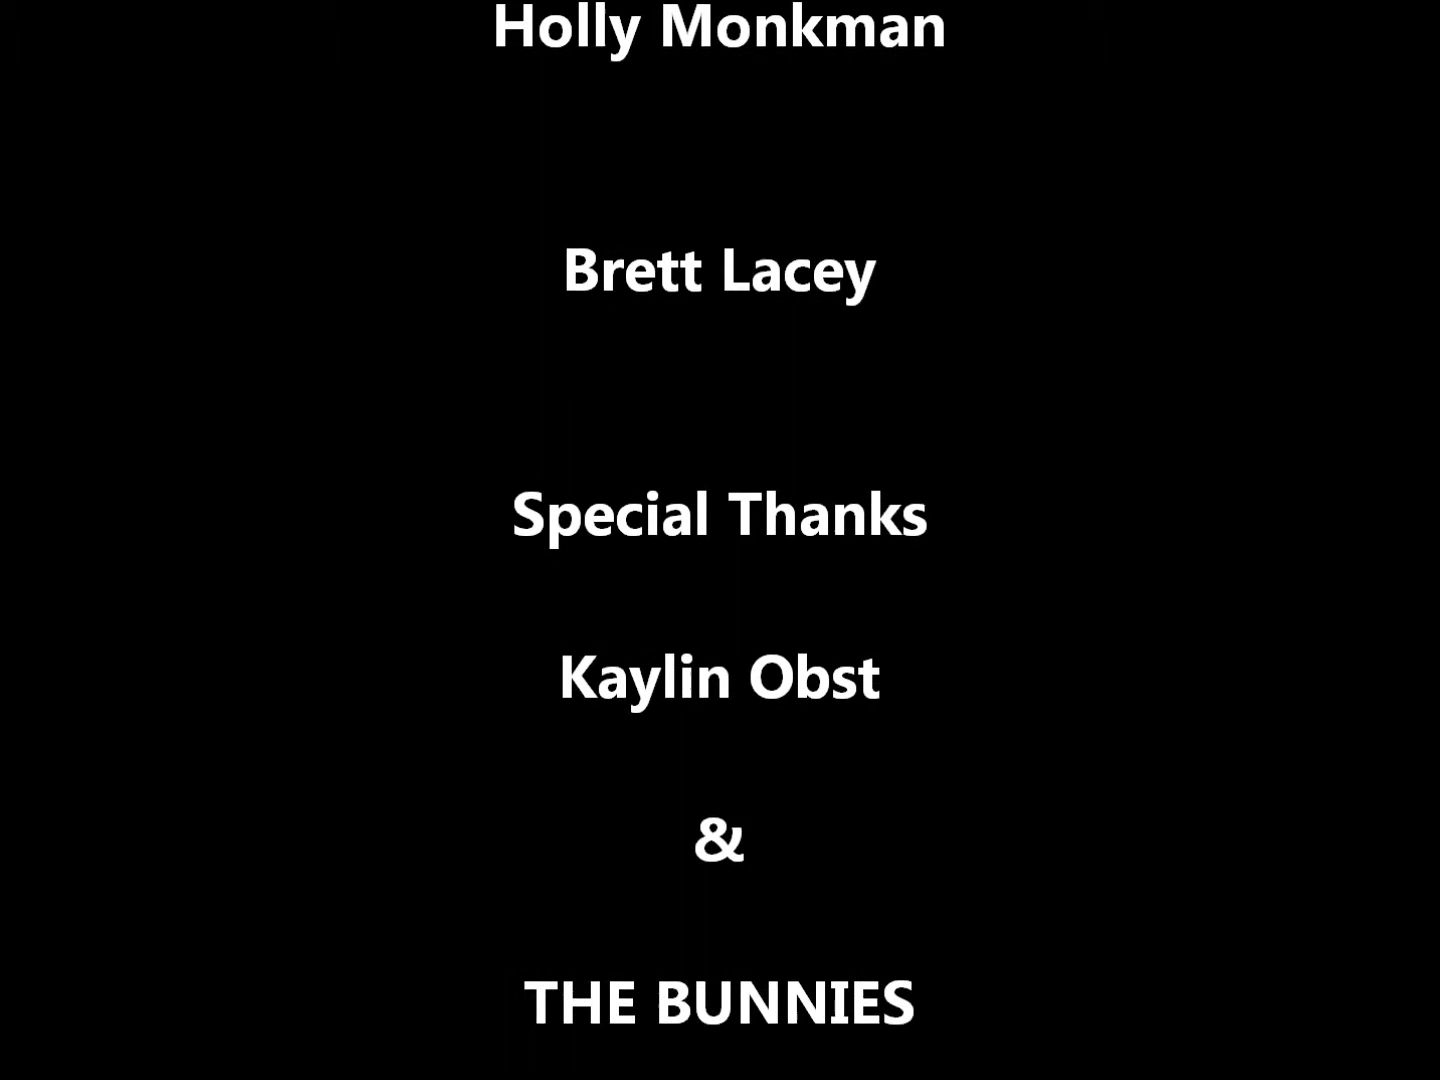 Holly Monkman
Brett Lacey
Special Thanks
Kaylin Obst
&
THE BUNNIES